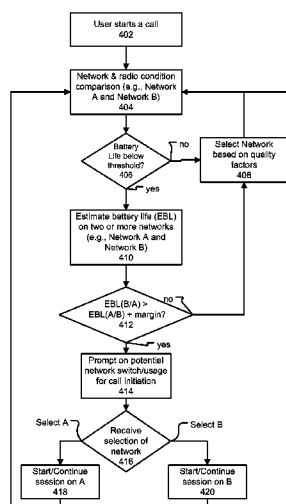 User starts a call
402
Network & radio condition
comparison (e.g., Network
A and Network B)
404
Battery
Life below
threshold?
406
no
yes
Select Network
based on quality
factors
408
Estimate battery life (EBL)
on two or more networks
(e.g., Network A and
Network B)
410
EBL(B/A) >
EBL(A/B) + margin?
412
no
yes
Prompt on potential
network switch/usage
for call initiation
414
Select A
Select B
Receive
selection of
network
416
Start/Continue
session on A
418
Start/Continue
session on B
420